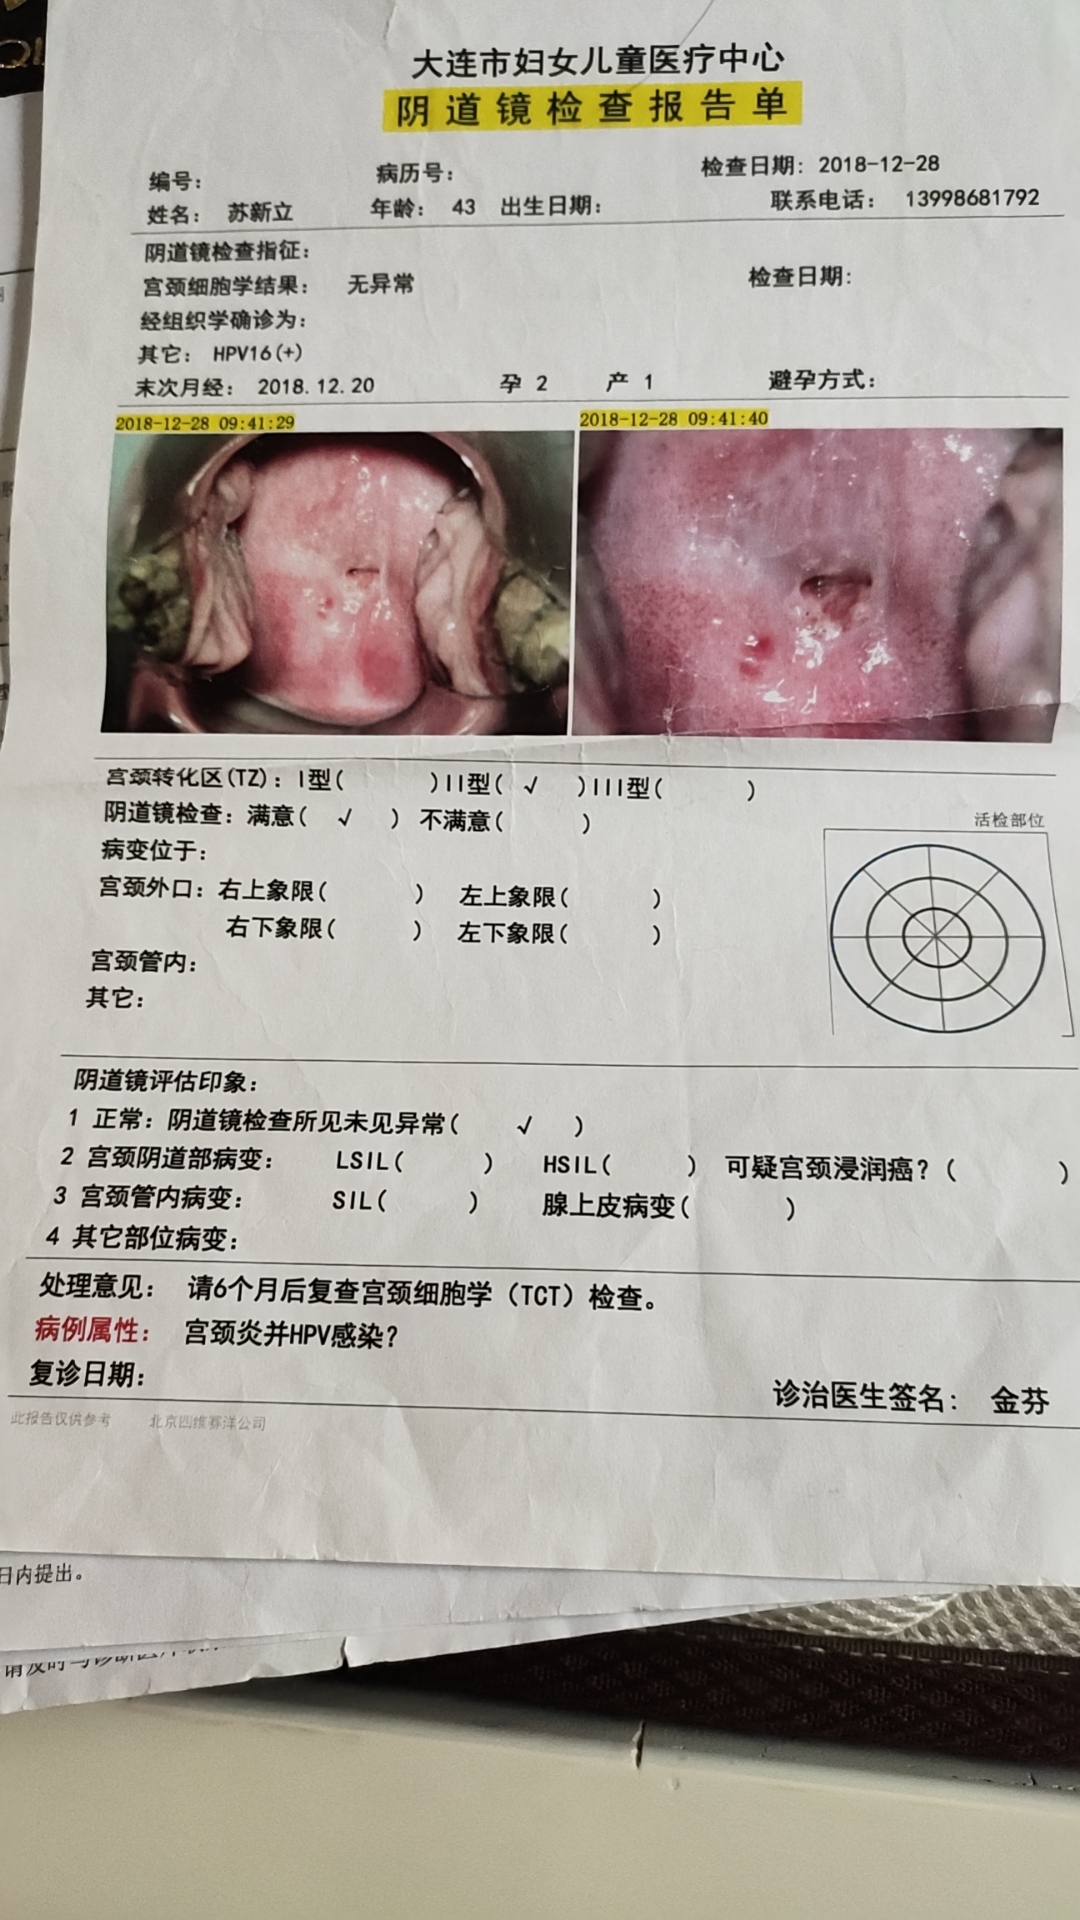 大连市妇女儿童医疗中心
阴道镜检查报告单
编号： 病历号： 检查日期: 2018-12-28
姓名： 苏新立 年龄： 43 出生日期： 联系电话： 13998681792
阴道镜检查指征：
宫颈细胞学结果： 无异常 检查日期:
经组织学确诊为：
其它： HPV16(+)
末次月经： 2018.12.20 孕 2 产 1 避孕方式：
2018-12-28 09:41:29 2018-12-28 09:41:40
宫颈转化区(TZ)：I型( )II型( √ )III型( )
阴道镜检查：满意( √ ) 不满意( )
活检部位
病变位于：
宫颈外口：右上象限( ) 左上象限( )
右下象限( ) 左下象限( )
宫颈管内：
其它：
阴道镜评估印象：
1 正常：阴道镜检查所见未见异常( √ )
2 宫颈阴道部病变： LSIL( ) HSIL( ) 可疑宫颈浸润癌？( )
3 宫颈管内病变： SIL( ) 腺上皮病变( )
4 其它部位病变：
处理意见： 请6个月后复查宫颈细胞学（TCT）检查。
病例属性： 宫颈炎并HPV感染？
复诊日期：
诊治医生签名： 金芬
此报告仅供参考 北京四维赛洋公司
日内提出。